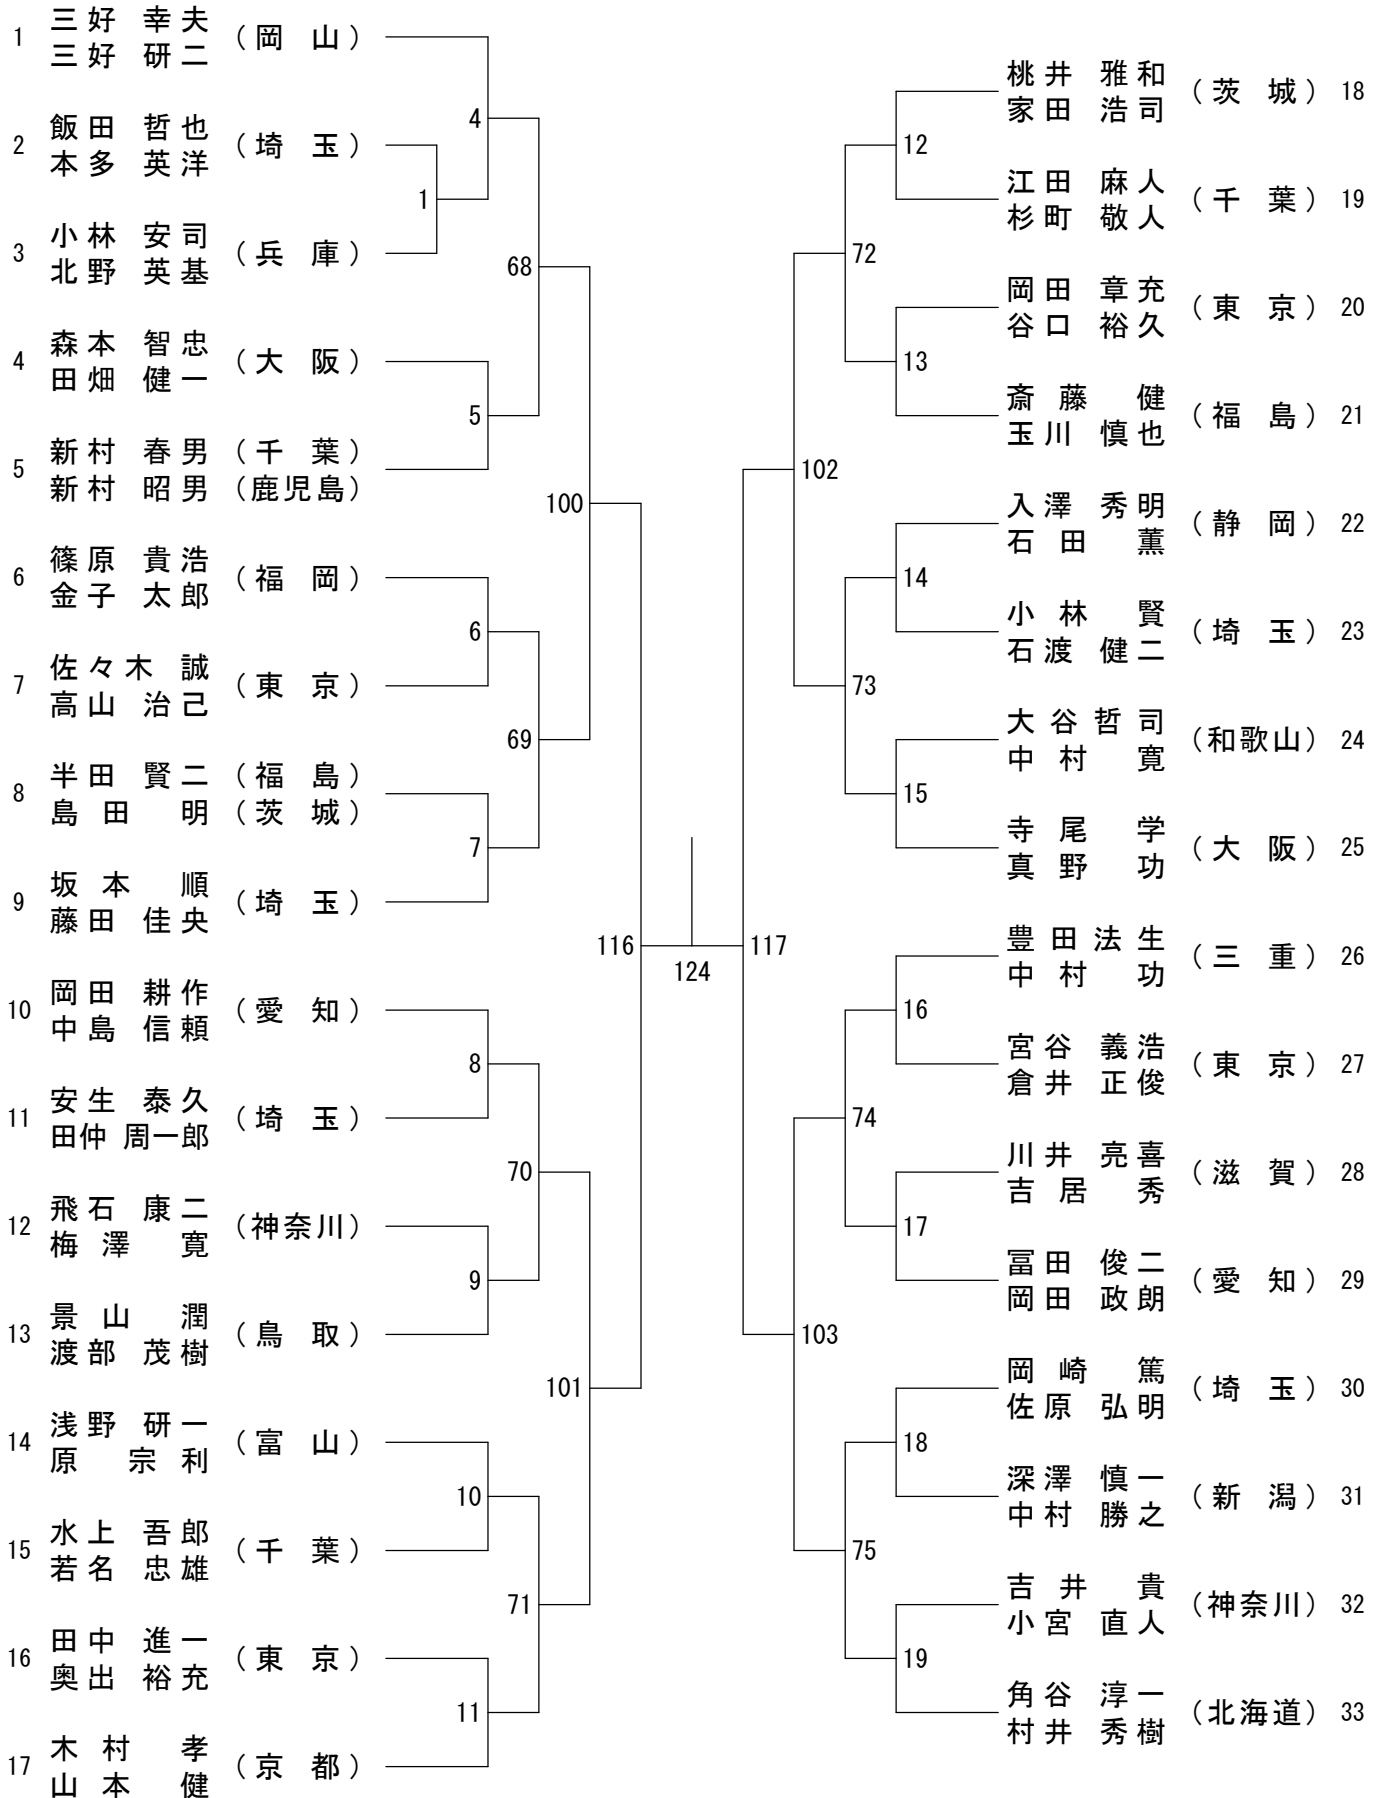 1 三好 幸夫 (岡山)
三好 研二
2 飯田 哲也 (埼玉)
本多 英洋
3 小林 安司 (兵庫)
北野 英基
4 森本 智忠 (大阪)
田畑 健一
5 新村 春男 (千葉)
新村 昭男 (鹿児島)
6 篠原 貴浩 (福岡)
金子 太郎
7 佐々木 誠 (東京)
高山 治己
8 半田 賢二 (福島)
島田 明 (茨城)
9 坂本 順 (埼玉)
藤田 佳央
10 岡田 耕作 (愛知)
中島 信頼
11 安生 泰久 (埼玉)
田仲 周一郎
12 飛石 康二 (神奈川)
梅澤 寛
13 景山 潤 (鳥取)
渡部 茂樹
14 浅野 研一 (富山)
原 宗利
15 水上 吾郎 (千葉)
若名 忠雄
16 田中 進一 (東京)
奥出 裕充
17 木村 孝 (京都)
山本 健
4
1
68
5
100
6
69
7
116
8
70
9
101
10
71
11
124
117
12
72
13
102
14
73
15
16
74
17
103
18
75
19
桃井 雅和 (茨城) 18
家田 浩司
江田 麻人 (千葉) 19
杉町 敬人
岡田 章充 (東京) 20
谷口 裕久
斎藤 健 (福島) 21
玉川 慎也
入澤 秀明 (静岡) 22
石田 薫
小林 賢 (埼玉) 23
石渡 健二
大谷哲司 (和歌山) 24
中村 寛
寺尾 学 (大阪) 25
真野 功
豊田法生 (三重) 26
中村 功
宮谷 義浩 (東京) 27
倉井 正俊
川井 亮喜 (滋賀) 28
吉居 秀
冨田 俊二 (愛知) 29
岡田 政朗
岡崎 篤 (埼玉) 30
佐原 弘明
深澤 慎一 (新潟) 31
中村 勝之
吉井 貴 (神奈川) 32
小宮 直人
角谷 淳一 (北海道) 33
村井 秀樹